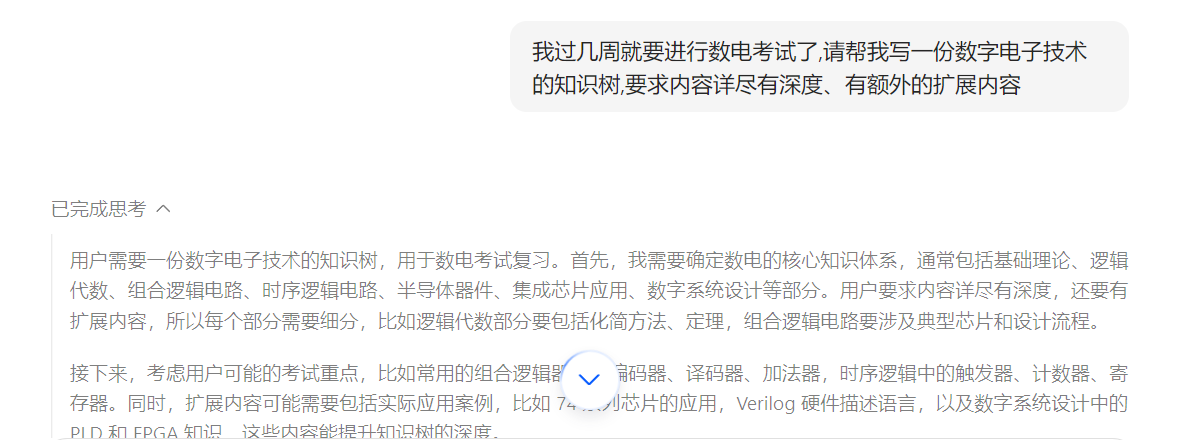 我过几周就要进行数电考试了,请帮我写一份数字电子技术
的知识树,要求内容详尽有深度、有额外的扩展内容
已完成思考
用户需要一份数字电子技术的知识树，用于数电考试复习。首先，我需要确定数电的核心知识体系，通常包括基础理论、逻辑
代数、组合逻辑电路、时序逻辑电路、半导体器件、集成芯片应用、数字系统设计等部分。用户要求内容详尽有深度，还要有
扩展内容，所以每个部分需要细分，比如逻辑代数部分要包括化简方法、定理，组合逻辑电路要涉及典型芯片和设计流程。
接下来，考虑用户可能的考试重点，比如常用的组合逻辑器 编码器、译码器、加法器，时序逻辑中的触发器、计数器、寄
存器。同时，扩展内容可能需要包括实际应用案例，比如 74 系列芯片的应用，Verilog 硬件描述语言，以及数字系统设计中的
PLD 和 FPGA 知识，这些内容能提升知识树的深度。